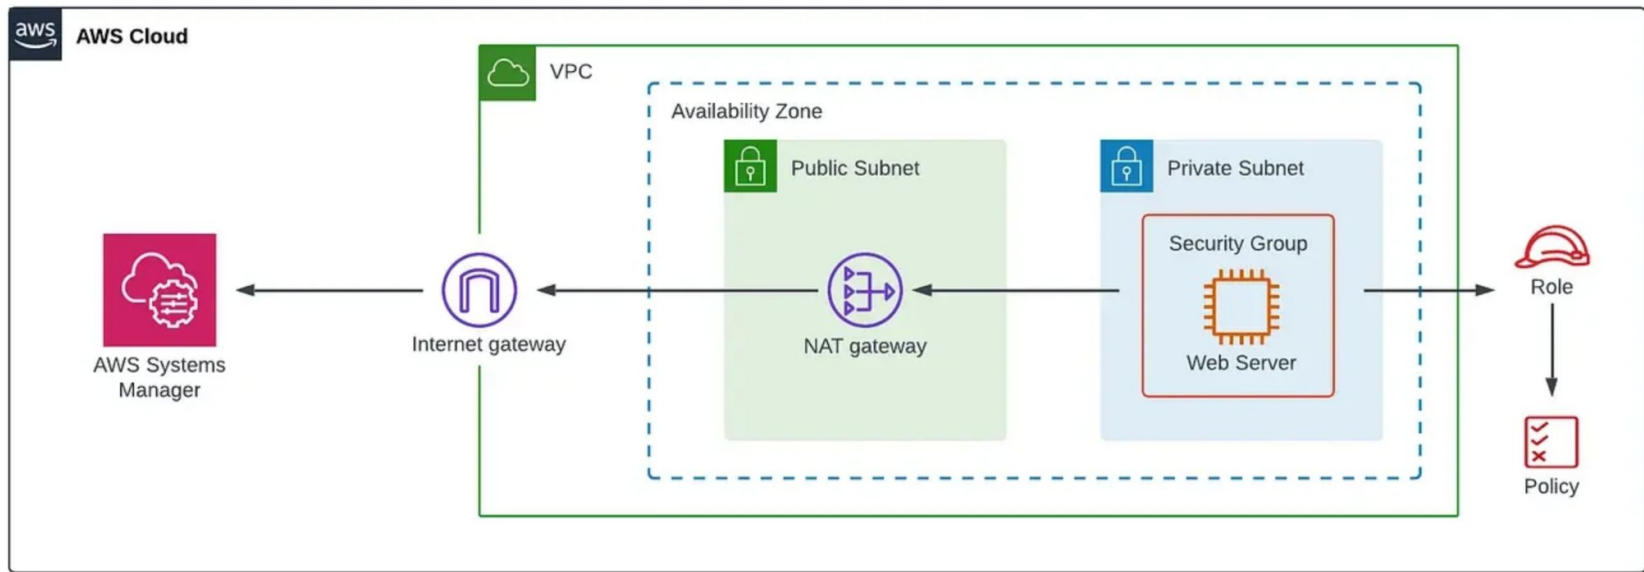 aws
AWS Cloud
VPC
Availability Zone
Public Subnet
Private Subnet
Security Group
Web Server
NAT gateway
Internet gateway
AWS Systems
Manager
Role
Policy